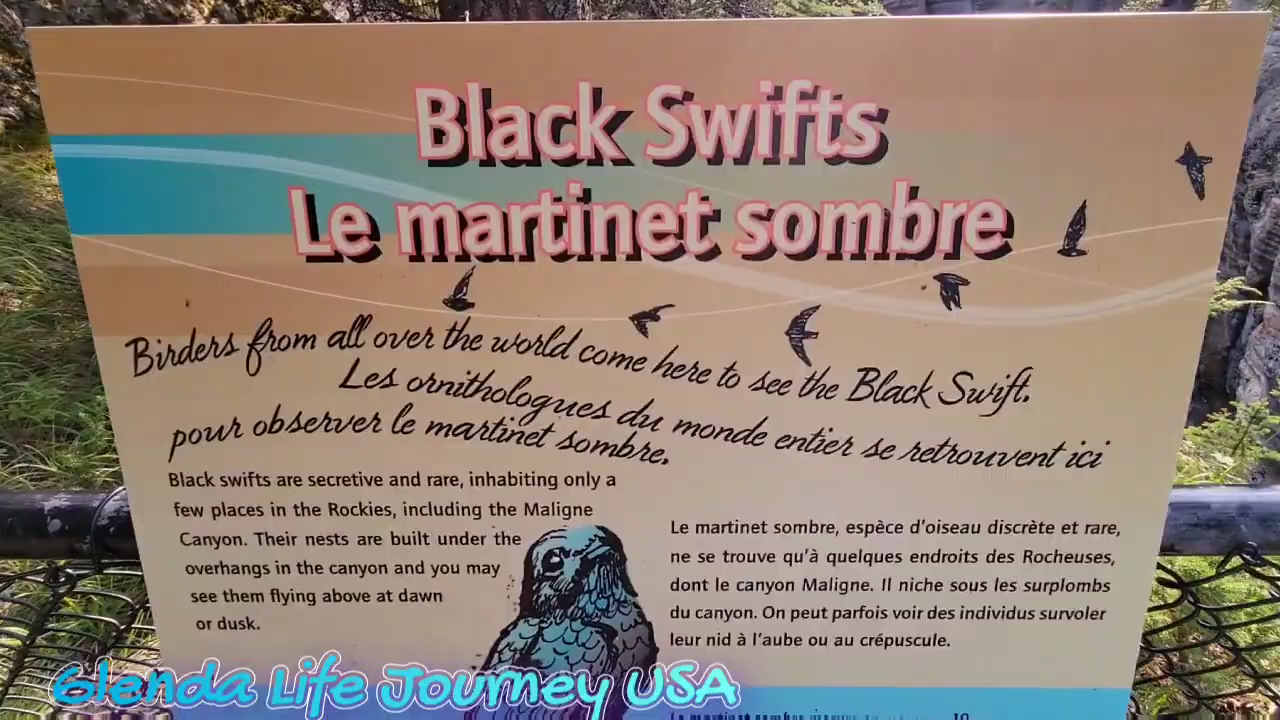 Black Swifts
Le martinet sombre
Birders from all over the world come here to see the Black Swift.
Les ornithologues du monde entier se retrouvent ici
pour observer le martinet sombre.
Black swifts are secretive and rare, inhabiting only a
few places in the Rockies, including the Maligne
Canyon. Their nests are built under the
overhangs in the canyon and you may
see them flying above at dawn
or dusk.
Le martinet sombre, espèce d'oiseau discrète et rare,
ne se trouve qu'à quelques endroits des Rocheuses,
dont le canyon Maligne. Il niche sous les surplombs
du canyon. On peut parfois voir des individus survoler
leur nid à l'aube ou au crépuscule.
Glenda Life Journey USA